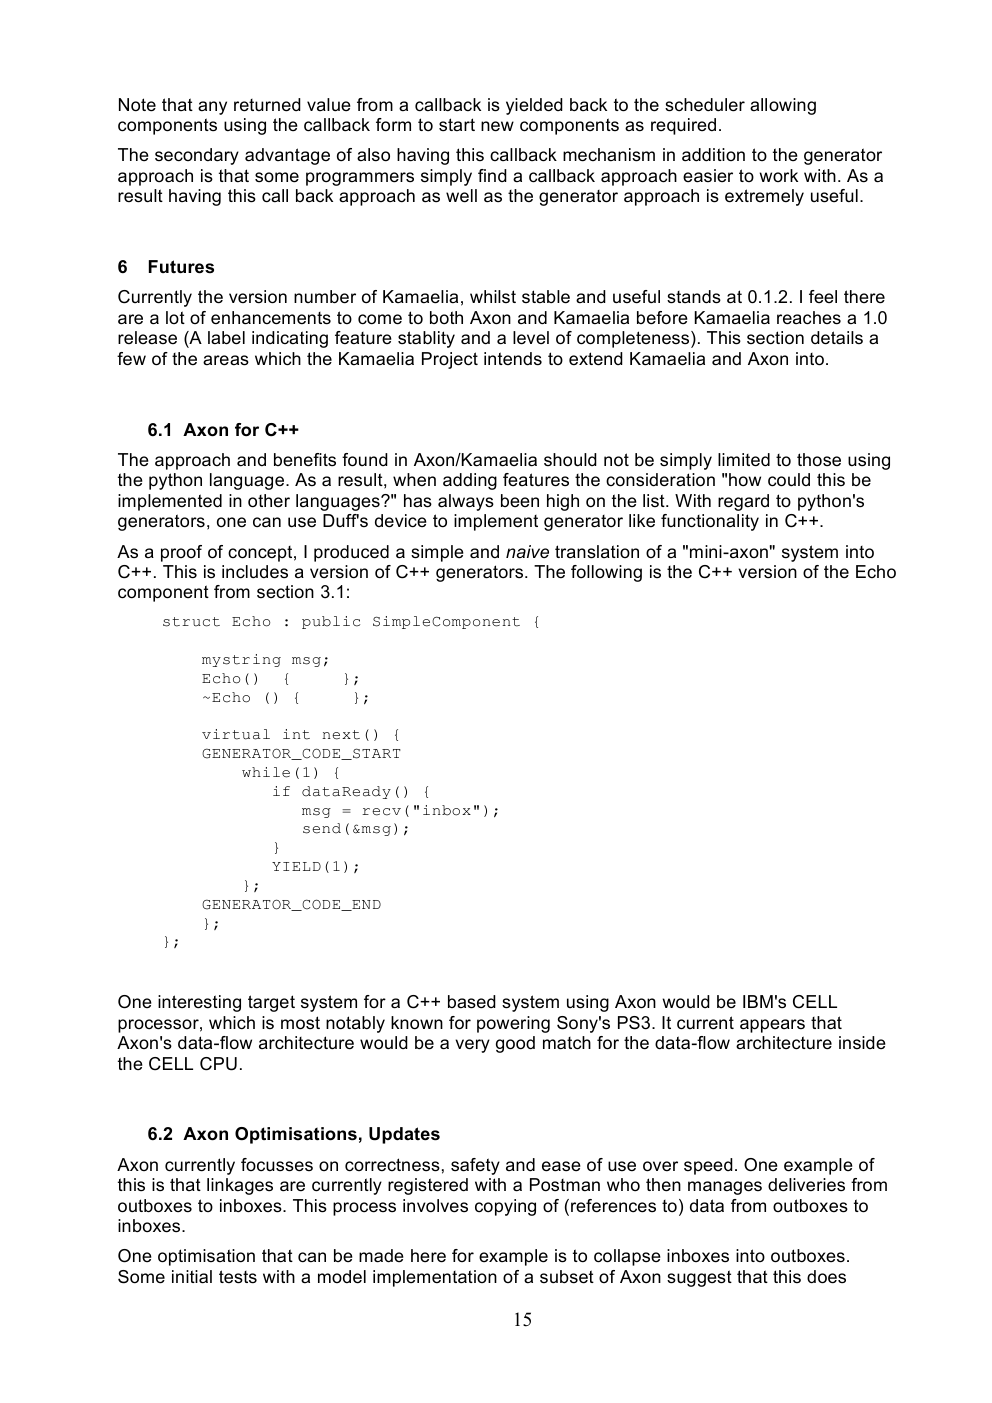 Note that any returned value from a callback is yielded back to the scheduler allowing
components using the callback form to start new components as required.
The secondary advantage of also having this callback mechanism in addition to the generator
approach is that some programmers simply find a callback approach easier to work with. As a
result having this call back approach as well as the generator approach is extremely useful.
6 Futures
Currently the version number of Kamaelia, whilst stable and useful stands at 0.1.2. I feel there
are a lot of enhancements to come to both Axon and Kamaelia before Kamaelia reaches a 1.0
release (A label indicating feature stablity and a level of completeness). This section details a
few of the areas which the Kamaelia Project intends to extend Kamaelia and Axon into.
6.1 Axon for C++
The approach and benefits found in Axon/Kamaelia should not be simply limited to those using
the python language. As a result, when adding features the consideration "how could this be
implemented in other languages?" has always been high on the list. With regard to python's
generators, one can use Duff's device to implement generator like functionality in C++.
As a proof of concept, I produced a simple and naive translation of a "mini-axon" system into
C++. This is includes a version of C++ generators. The following is the C++ version of the Echo
component from section 3.1:
struct Echo : public SimpleComponent {
mystring msg;
Echo() { };
~Echo () { };
virtual int next() {
GENERATOR_CODE_START
while(1) {
if dataReady() {
msg = recv("inbox");
send(&msg);
}
YIELD(1);
};
GENERATOR_CODE_END
};
};
One interesting target system for a C++ based system using Axon would be IBM's CELL
processor, which is most notably known for powering Sony's PS3. It current appears that
Axon's data-flow architecture would be a very good match for the data-flow architecture inside
the CELL CPU.
6.2 Axon Optimisations, Updates
Axon currently focusses on correctness, safety and ease of use over speed. One example of
this is that linkages are currently registered with a Postman who then manages deliveries from
outboxes to inboxes. This process involves copying of (references to) data from outboxes to
inboxes.
One optimisation that can be made here for example is to collapse inboxes into outboxes.
Some initial tests with a model implementation of a subset of Axon suggest that this does
15